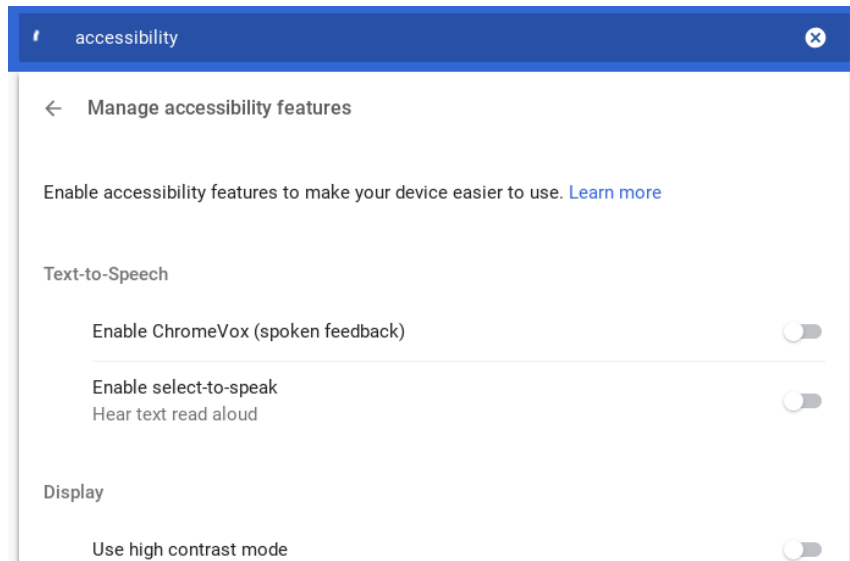 accessibility
Manage accessibility features
Enable accessibility features to make your device easier to use. Learn more
Text-to-Speech
Enable ChromeVox (spoken feedback)
Enable select-to-speak
Hear text read aloud
Display
Use high contrast mode